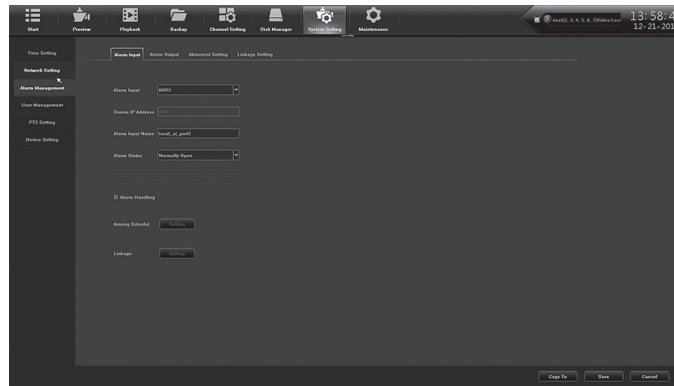 Start Preview Playback Backup Channel Setting Disk Manager System Setting Maintenance
13:58:4
12-21-201
Time Setting
Network Setting
Alarm Management
User Management
PTZ Setting
Device Setting
Alarm Input Alarm Output Abnormal Setting Linkage Setting
Alarm Input
Device IP Address
Alarm Input Name local_ai_port1
Alarm Status Normally Open
Alarm Handling
Arming Schedul Setting
Linkage Setting
Copy To Save Cancel